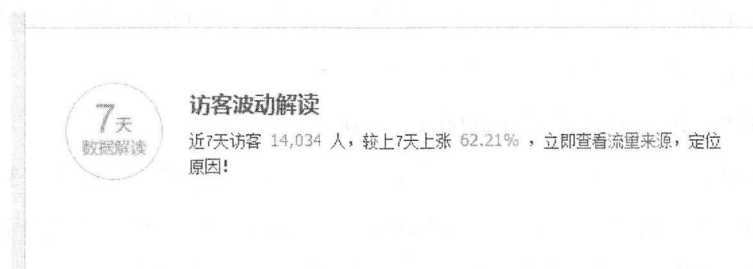 7天
数据解读
访客波动解读
近7天访客 14,034 人，较上7天上涨 62.21% ，立即查看流量来源，定位
原因!